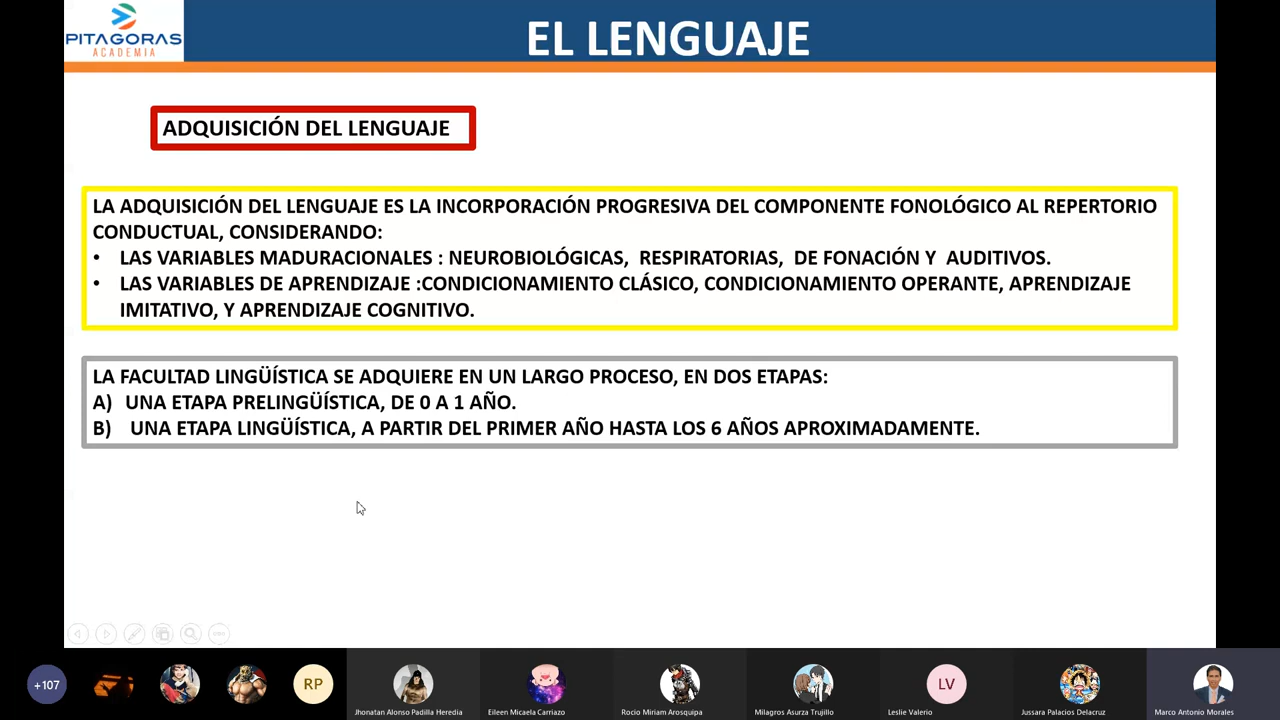 PITAGORAS
ACADEMIA
EL LENGUAJE
ADQUISICIÓN DEL LENGUAJE
LA ADQUISICIÓN DEL LENGUAJE ES LA INCORPORACIÓN PROGRESIVA DEL COMPONENTE FONOLÓGICO AL REPERTORIO
CONDUCTUAL, CONSIDERANDO:
• LAS VARIABLES MADURACIONALES : NEUROBIOLÓGICAS, RESPIRATORIAS, DE FONACIÓN Y AUDITIVOS.
• LAS VARIABLES DE APRENDIZAJE :CONDICIONAMIENTO CLÁSICO, CONDICIONAMIENTO OPERANTE, APRENDIZAJE
IMITATIVO, Y APRENDIZAJE COGNITIVO.
LA FACULTAD LINGÜÍSTICA SE ADQUIERE EN UN LARGO PROCESO, EN DOS ETAPAS:
A) UNA ETAPA PRELINGÜÍSTICA, DE 0 A 1 AÑO.
B) UNA ETAPA LINGÜÍSTICA, A PARTIR DEL PRIMER AÑO HASTA LOS 6 AÑOS APROXIMADAMENTE.
+107
RP
LV
Jhonatan Alonso Padilla Heredia
Eileen Micaela Carriazo
Rocio Miriam Arosquipa
Milagros Asurza Trujillo
Leslie Valerio
Jussara Palacios Delacruz
Marco Antonio Morales